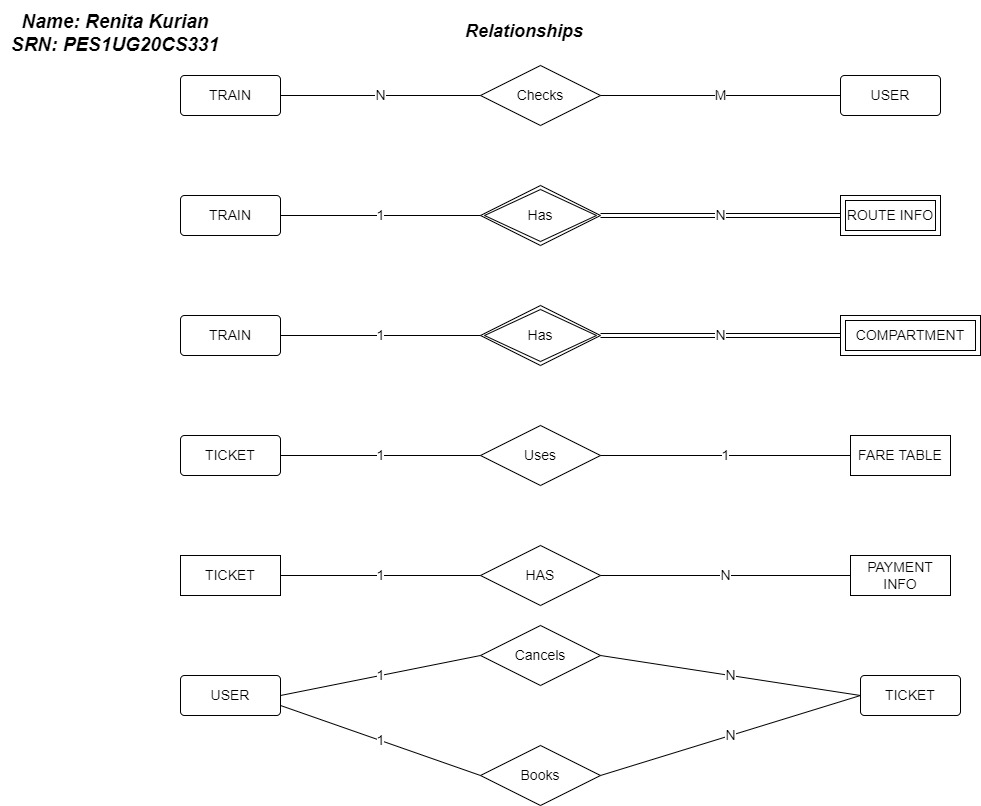 Name: Renita Kurian
SRN: PES1UG20CS331
Relationships
TRAIN N Checks M USER
TRAIN 1 Has N ROUTE INFO
TRAIN 1 Has N COMPARTMENT
TICKET 1 Uses 1 FARE TABLE
TICKET 1 HAS N PAYMENT
INFO
Cancels
1 N
USER TICKET
1 N
Books